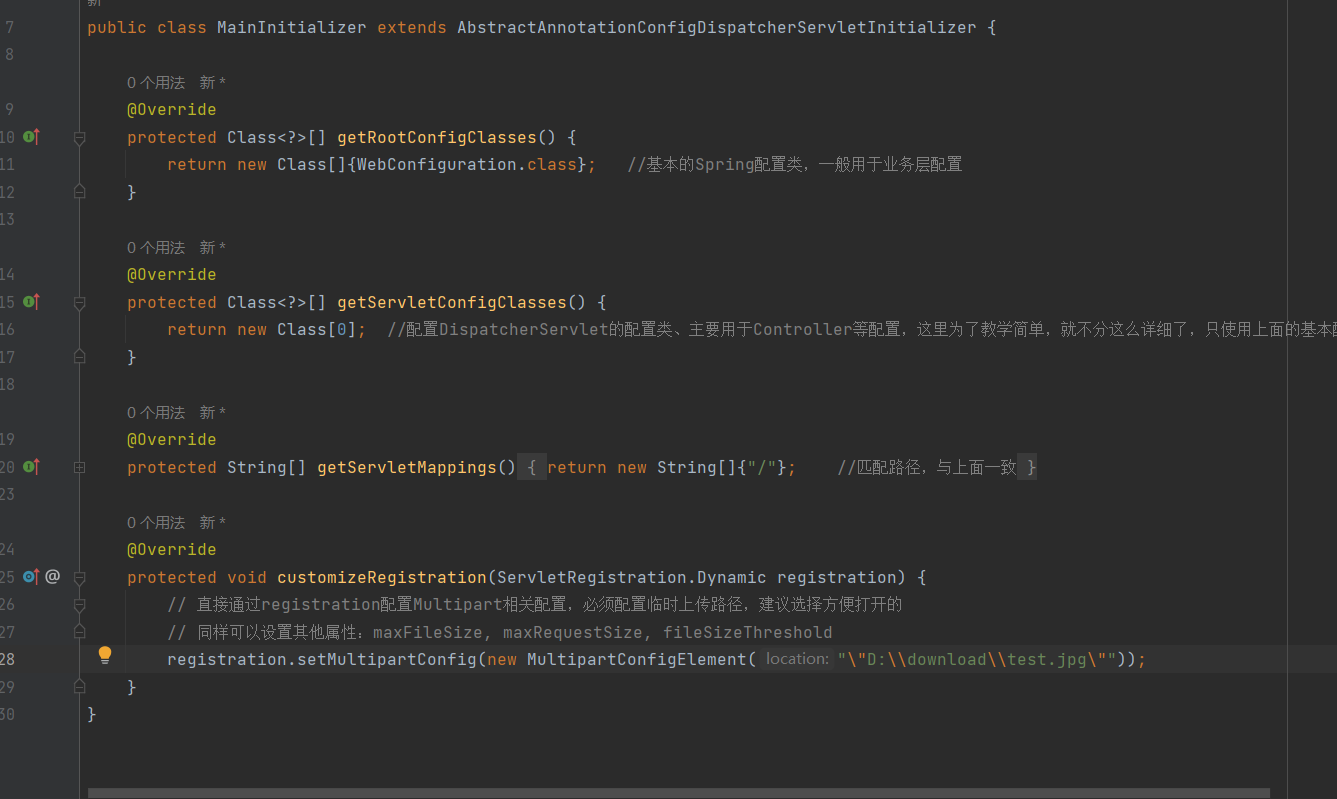 新
7 public class MainInitializer extends AbstractAnnotationConfigDispatcherServletInitializer {
8
0 个用法 新 *
9 @Override
10 protected Class<?>[] getRootConfigClasses() {
11 return new Class[]{WebConfiguration.class}; //基本的Spring配置类，一般用于业务层配置
12 }
13
0 个用法 新 *
14 @Override
15 protected Class<?>[] getServletConfigClasses() {
16 return new Class[0]; //配置DispatcherServlet的配置类、主要用于Controller等配置，这里为了教学简单，就不分这么详细了，只使用上面的基本
17 }
18
0 个用法 新 *
19 @Override
20 protected String[] getServletMappings() { return new String[]{"/"}; //匹配路径，与上面一致 }
23
0 个用法 新 *
24 @Override
25 @ protected void customizeRegistration(ServletRegistration.Dynamic registration) {
26 // 直接通过registration配置Multipart相关配置，必须配置临时上传路径，建议选择方便打开的
27 // 同样可以设置其他属性：maxFileSize, maxRequestSize, fileSizeThreshold
28 registration.setMultipartConfig(new MultipartConfigElement( location: "\"D:\\download\\test.jpg\""));
29 }
30 }